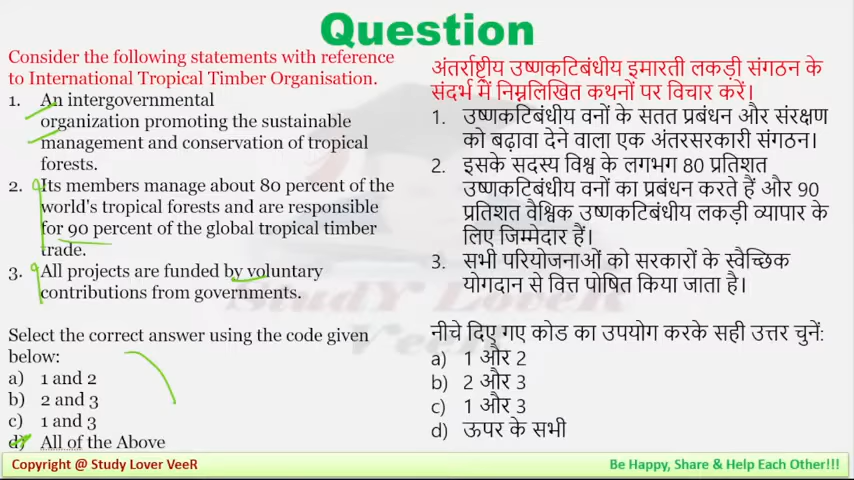 Question
Consider the following statements with reference
to International Tropical Timber Organisation.
1. An intergovernmental
organization promoting the sustainable
management and conservation of tropical
forests.
2. Its members manage about 80 percent of the
world's tropical forests and are responsible
for 90 percent of the global tropical timber
trade.
3. All projects are funded by voluntary
contributions from governments.
Select the correct answer using the code given
below:
a) 1 and 2
b) 2 and 3
c) 1 and 3
d) All of the Above
अंतर्राष्ट्रीय उष्णकटिबंधीय इमारती लकड़ी संगठन के
संदर्भ में निम्नलिखित कथनों पर विचार करें।
1. उष्णकटिबंधीय वनों के सतत प्रबंधन और संरक्षण
को बढ़ावा देने वाला एक अंतरसरकारी संगठन।
2. इसके सदस्य विश्व के लगभग 80 प्रतिशत
उष्णकटिबंधीय वनों का प्रबंधन करते हैं और 90
प्रतिशत वैश्विक उष्णकटिबंधीय लकड़ी व्यापार के
लिए जिम्मेदार हैं।
3. सभी परियोजनाओं को सरकारों के स्वैच्छिक
योगदान से वित्त पोषित किया जाता है।
नीचे दिए गए कोड का उपयोग करके सही उत्तर चुनें:
a) 1 और 2
b) 2 और 3
c) 1 और 3
d) ऊपर के सभी
StudY LoveR
VeeR
Copyright @ Study Lover VeeR
Be Happy, Share & Help Each Other!!!